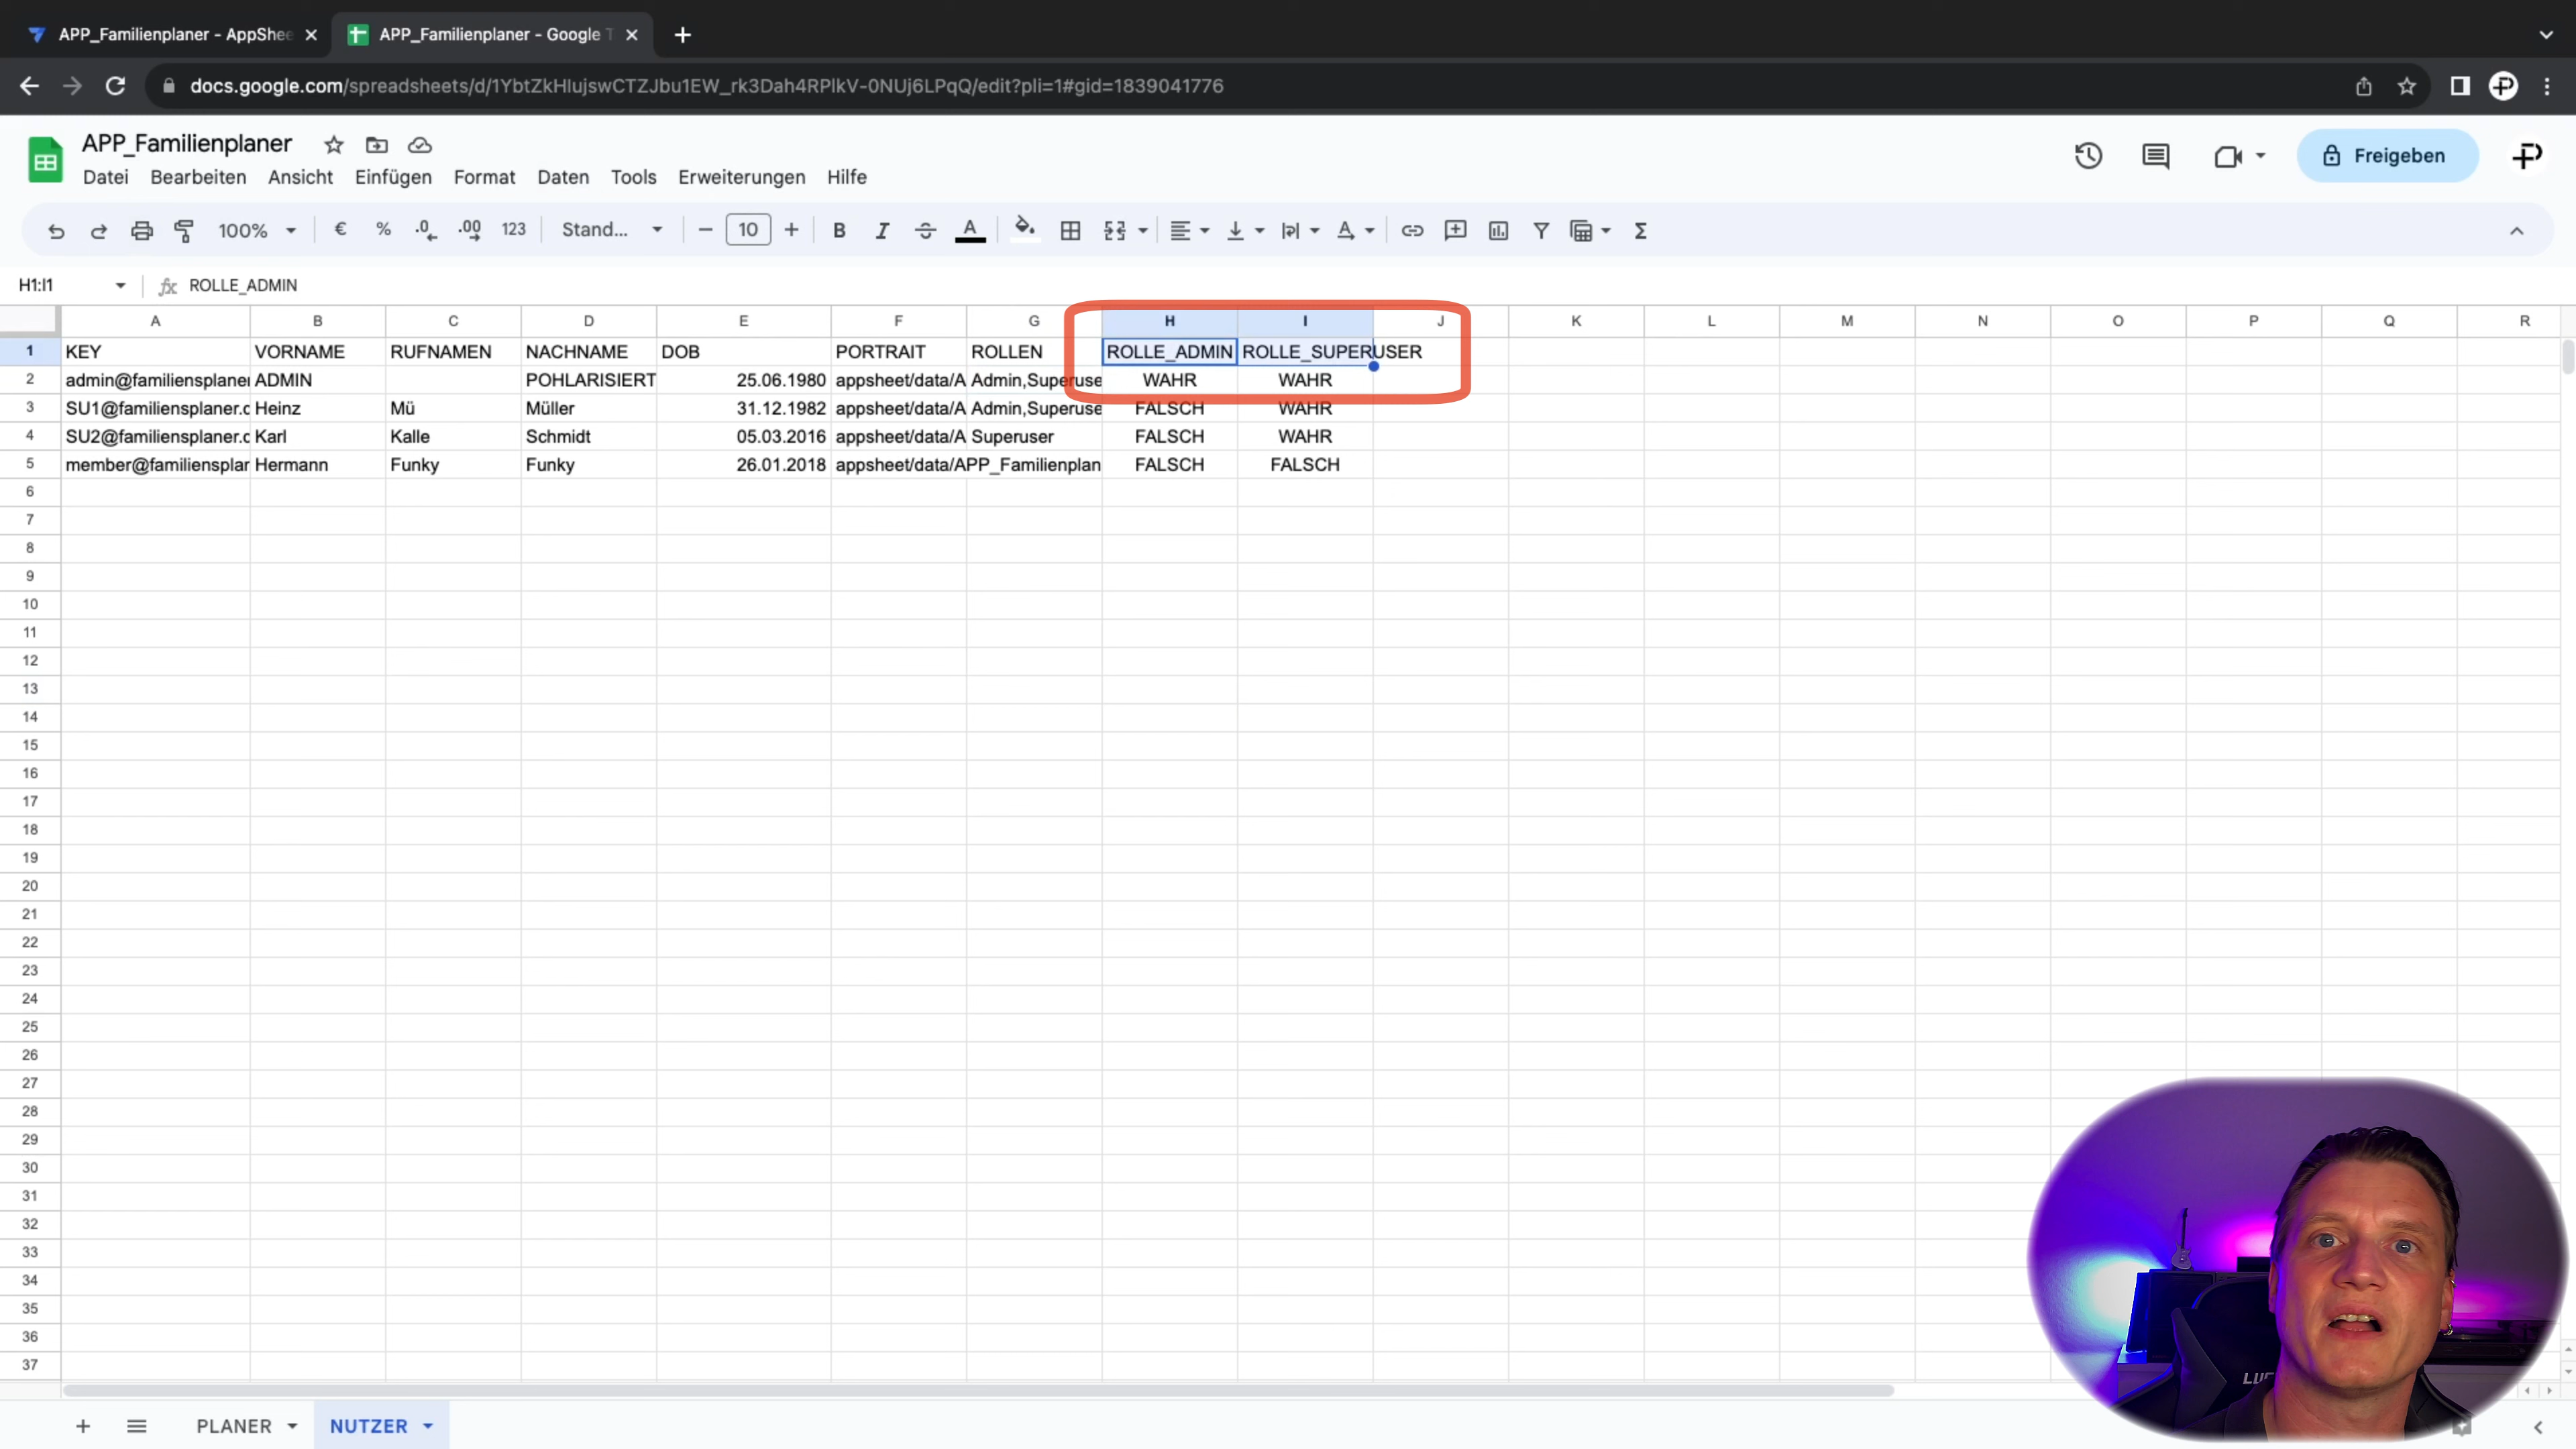 APP_Familienplaner - AppShee
APP_Familienplaner - Google T
docs.google.com/spreadsheets/d/1YbtZkHlujswCTZJbu1EW_rk3Dah4RPlkV-0NUj6LPqQ/edit?pli=1#gid=1839041776
APP_Familienplaner
Datei Bearbeiten Ansicht Einfügen Format Daten Tools Erweiterungen Hilfe
Freigeben
100% € % .0 .00 123 Stand... 10 B I A A Σ
H1:I1 fx ROLLE_ADMIN
A B C D E F G H I J K L M N O P Q R
1 KEY VORNAME RUFNAMEN NACHNAME DOB PORTRAIT ROLLEN ROLLE_ADMIN ROLLE_SUPERUSER
2 admin@familiensplaner ADMIN POHLARISIERT 25.06.1980 appsheet/data/A Admin,Superuse WAHR WAHR
3 SU1@familiensplaner.c Heinz Mü Müller 31.12.1982 appsheet/data/A Admin,Superuse FALSCH WAHR
4 SU2@familiensplaner.c Karl Kalle Schmidt 05.03.2016 appsheet/data/A Superuser FALSCH WAHR
5 member@familiensplar Hermann Funky Funky 26.01.2018 appsheet/data/APP_Familienplan FALSCH FALSCH
6
7
8
9
10
11
12
13
14
15
16
17
18
19
20
21
22
23
24
25
26
27
28
29
30
31
32
33
34
35
36
37
PLANER NUTZER